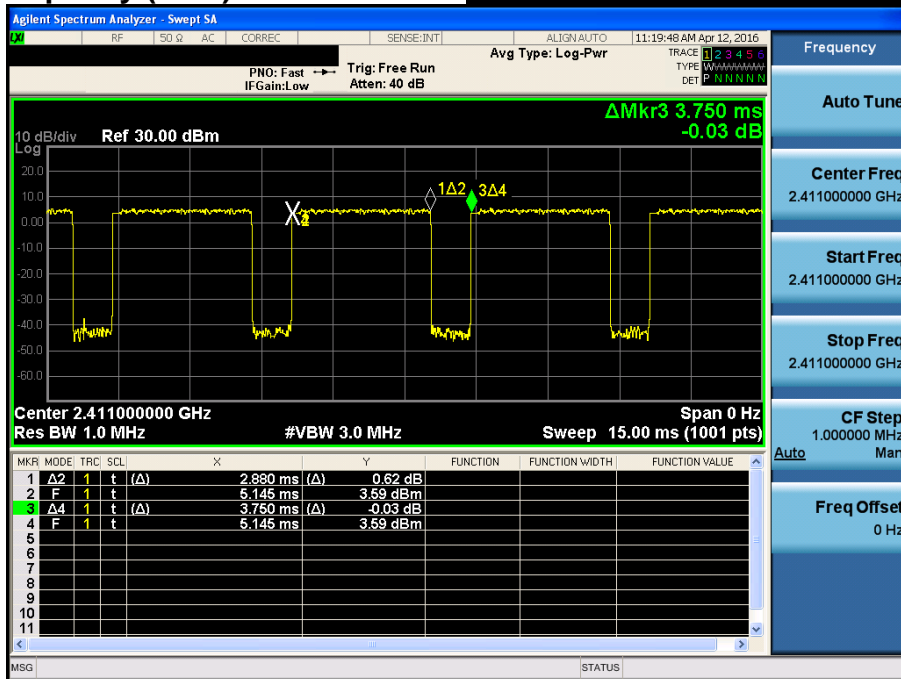 Agilent Spectrum Analyzer - Swept SA
LXI RF 50 Ω AC CORREC SENSE:INT ALIGNAUTO 11:19:48 AM Apr 12, 2016
Avg Type: Log-Pwr TRACE 1 2 3 4 5 6
PNO: Fast Trig: Free Run TYPE
IFGain:Low Atten: 40 dB DET P N N N N N
ΔMkr3 3.750 ms
-0.03 dB
10 dB/div Ref 30.00 dBm
Log
20.0
10.0
0.00
-10.0
-20.0
-30.0
-40.0
-50.0
-60.0
1Δ2 3Δ4
X
Center 2.411000000 GHz Span 0 Hz
Res BW 1.0 MHz #VBW 3.0 MHz Sweep 15.00 ms (1001 pts)
MKR MODE TRC SCL X Y FUNCTION FUNCTION WIDTH FUNCTION VALUE
1 Δ2 1 t (Δ) 2.880 ms (Δ) 0.62 dB
2 F 1 t 5.145 ms 3.59 dBm
3 Δ4 1 t (Δ) 3.750 ms (Δ) -0.03 dB
4 F 1 t 5.145 ms 3.59 dBm
5
6
7
8
9
10
11
MSG STATUS
Frequency
Auto Tune
Center Freq
2.411000000 GHz
Start Freq
2.411000000 GHz
Stop Freq
2.411000000 GHz
CF Step
1.000000 MHz
Auto Man
Freq Offset
0 Hz